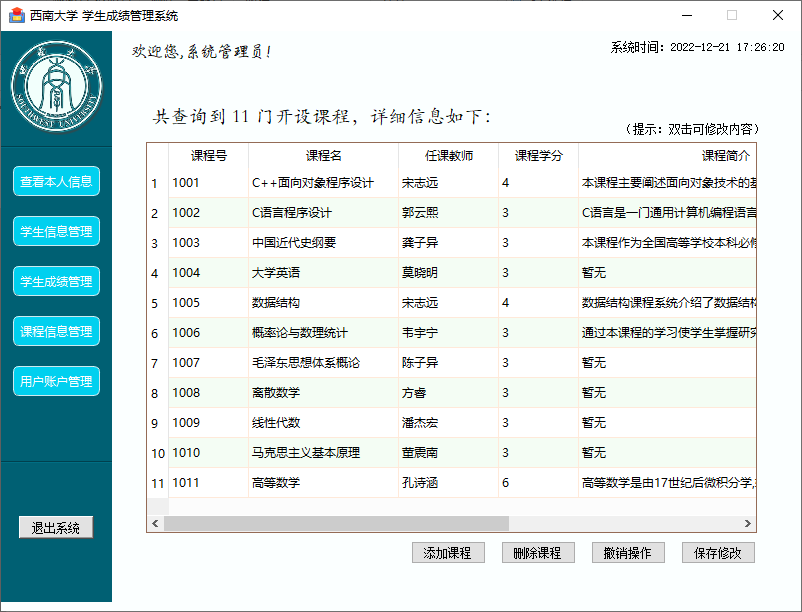 西南大学 学生成绩管理系统
欢迎您,系统管理员!
系统时间: 2022-12-21 17:26:20
共查询到 11 门开设课程，详细信息如下:
(提示: 双击可修改内容)
SOUTHWEST UNIVERSITY
查看本人信息
学生信息管理
学生成绩管理
课程信息管理
用户账户管理
退出系统
课程号 课程名 任课教师 课程学分 课程简介
1 1001 C++面向对象程序设计 宋志远 4 本课程主要阐述面向对象技术的基
2 1002 C语言程序设计 郭云熙 3 C语言是一门通用计算机编程语言
3 1003 中国近代史纲要 龚子异 3 本课程作为全国高等学校本科必修
4 1004 大学英语 莫晓明 3 暂无
5 1005 数据结构 宋志远 4 数据结构课程系统介绍了数据结构
6 1006 概率论与数理统计 韦宇宁 3 通过本课程的学习使学生掌握研究
7 1007 毛泽东思想体系概论 陈子异 3 暂无
8 1008 离散数学 方睿 3 暂无
9 1009 线性代数 潘杰宏 3 暂无
10 1010 马克思主义基本原理 董震南 3 暂无
11 1011 高等数学 孔诗涵 6 高等数学是由17世纪后微积分学,
添加课程 删除课程 撤销操作 保存修改